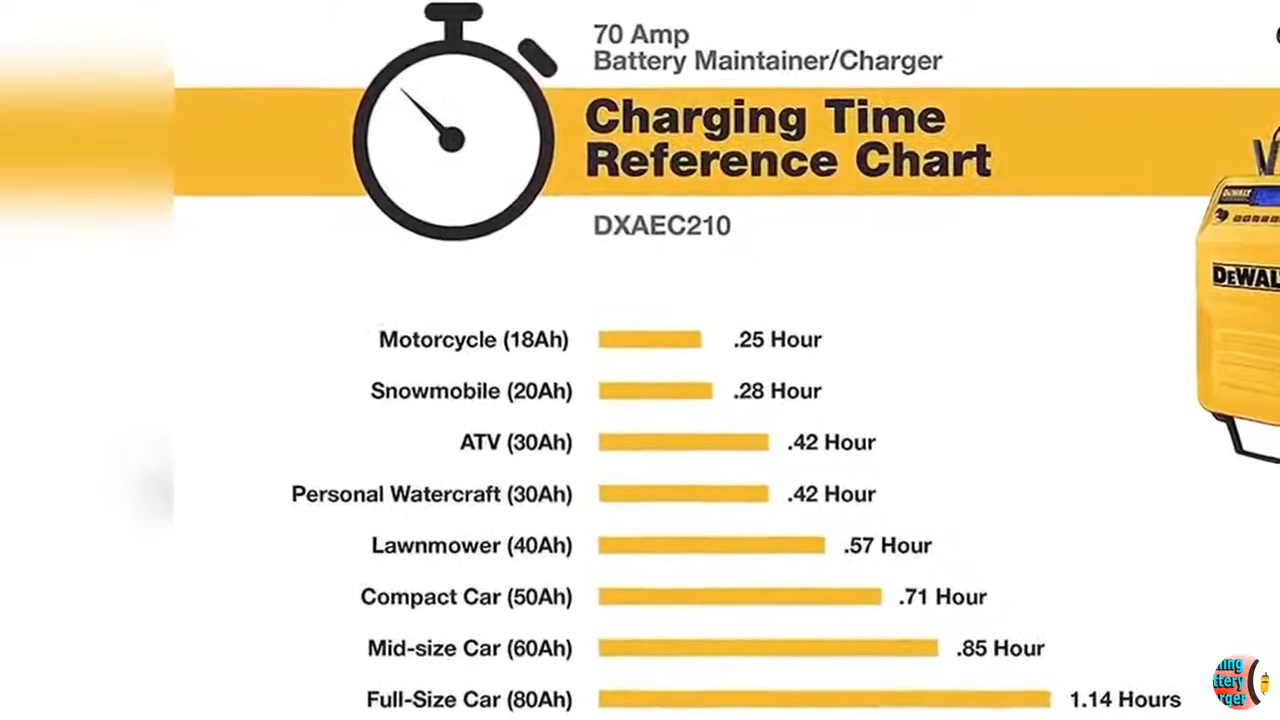 70 Amp
Battery Maintainer/Charger
Charging Time
Reference Chart
DXAEC210
DEWALT
Motorcycle (18Ah) .25 Hour
Snowmobile (20Ah) .28 Hour
ATV (30Ah) .42 Hour
Personal Watercraft (30Ah) .42 Hour
Lawnmower (40Ah) .57 Hour
Compact Car (50Ah) .71 Hour
Mid-size Car (60Ah) .85 Hour
Full-Size Car (80Ah) 1.14 Hours